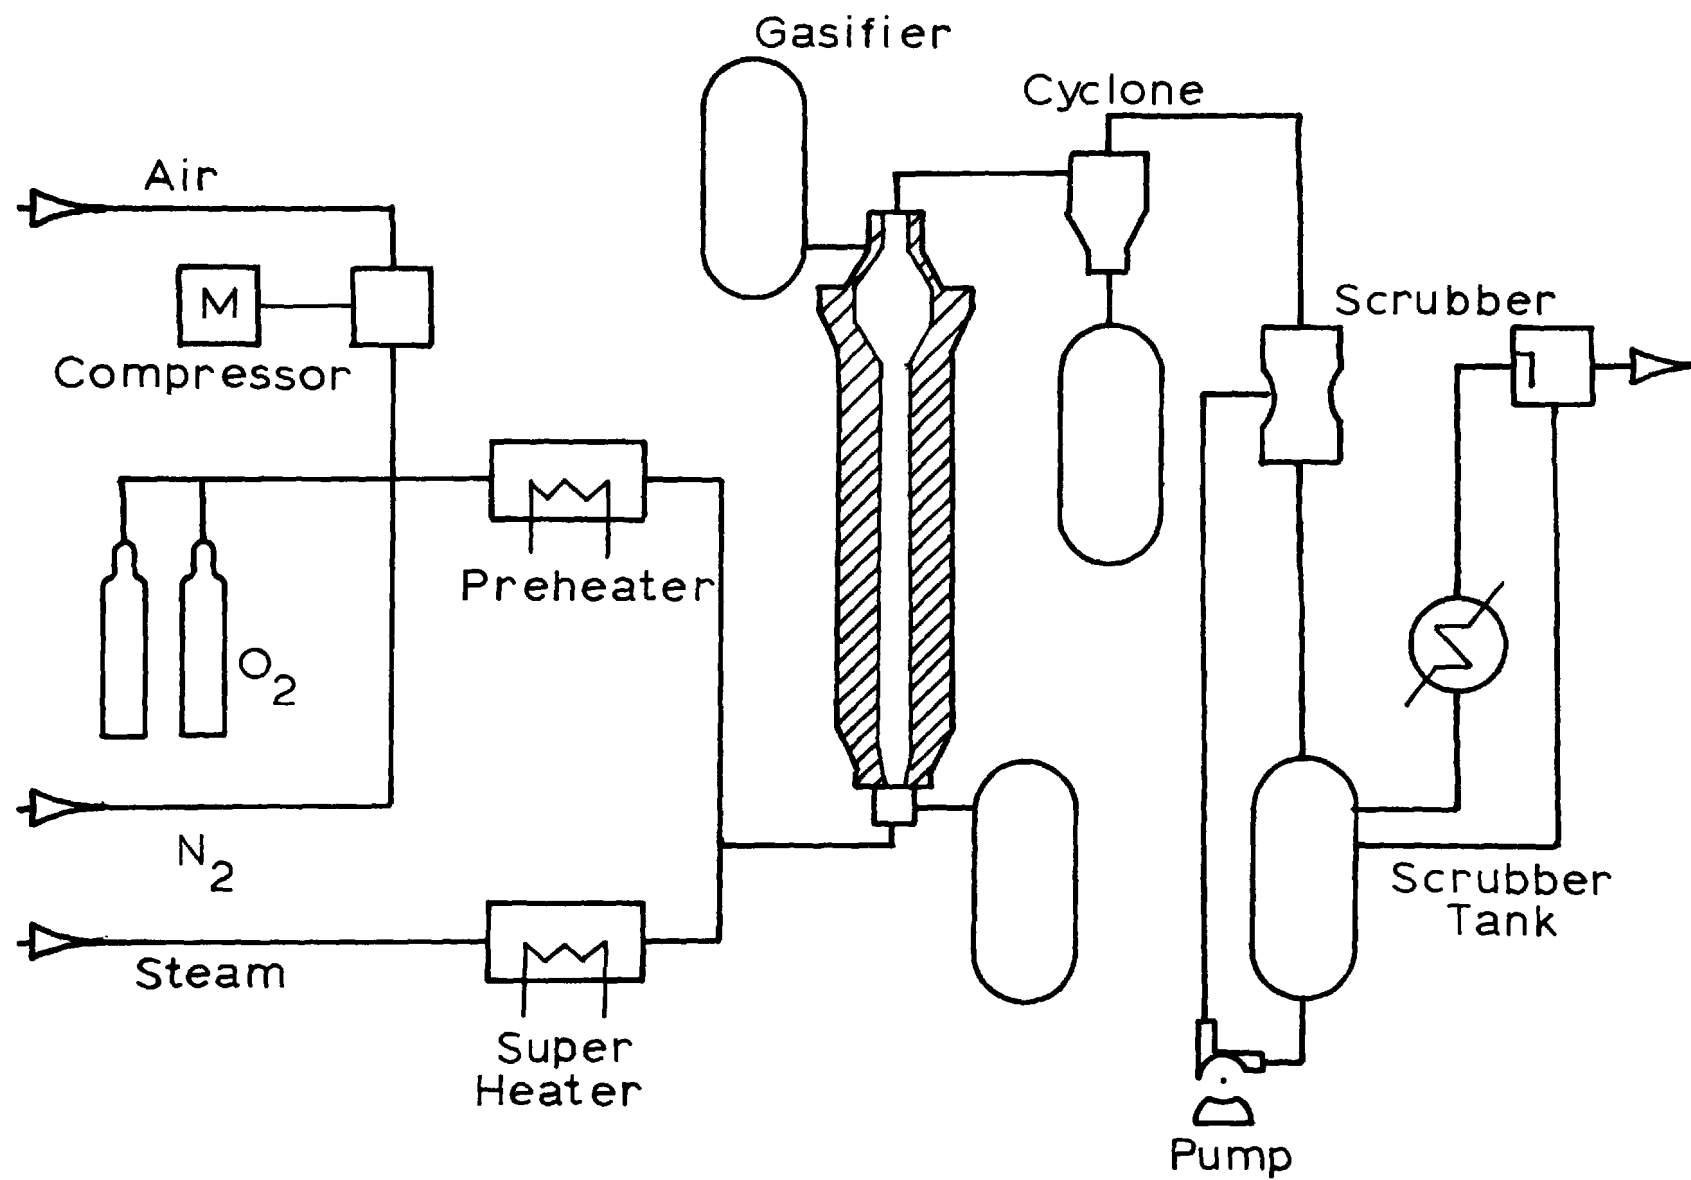 Gasifier
Cyclone
Air
M
Compressor
Scrubber
Preheater
O2
N2
Steam
Super
Heater
Scrubber
Tank
Pump